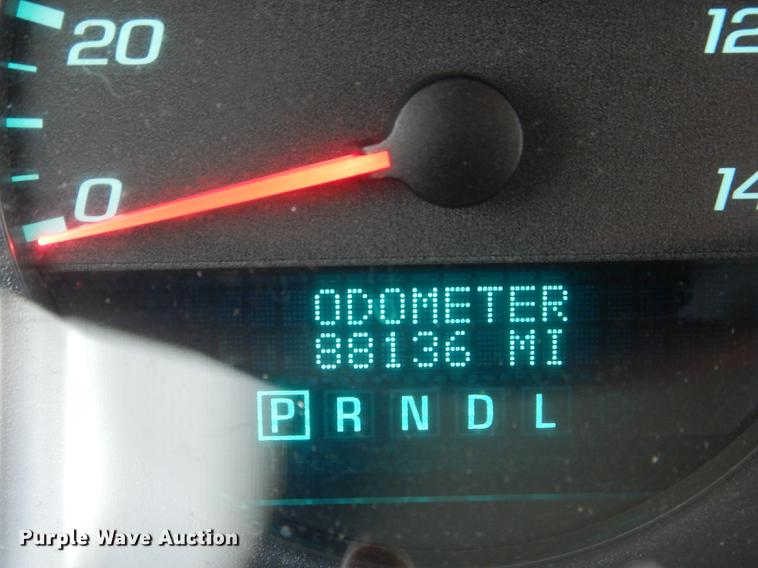 20
0
12
14
ODOMETER
88136 MI
P R N D L
Purple Wave Auction